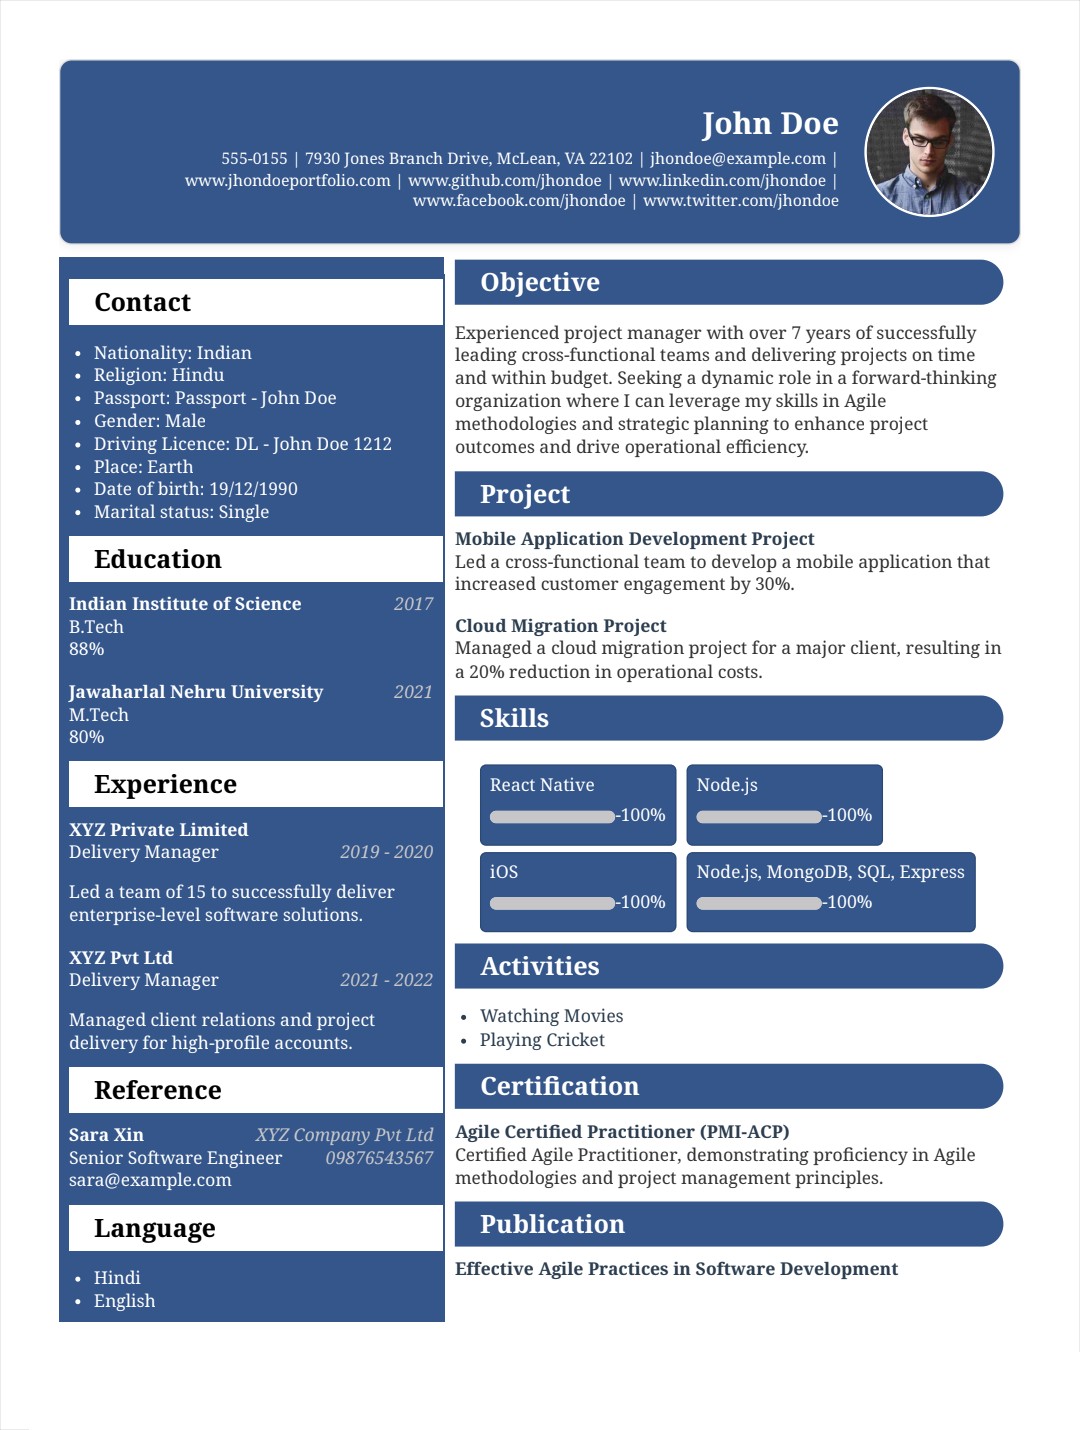 John Doe
555-0155 | 7930 Jones Branch Drive, McLean, VA 22102 | jhondoe@example.com |
www.jhondoeportfolio.com | www.github.com/jhondoe | www.linkedin.com/jhondoe |
www.facebook.com/jhondoe | www.twitter.com/jhondoe
Contact
• Nationality: Indian
• Religion: Hindu
• Passport: Passport - John Doe
• Gender: Male
• Driving Licence: DL - John Doe 1212
• Place: Earth
• Date of birth: 19/12/1990
• Marital status: Single
Education
Indian Institute of Science 2017
B.Tech
88%
Jawaharlal Nehru University 2021
M.Tech
80%
Experience
XYZ Private Limited
Delivery Manager 2019 - 2020
Led a team of 15 to successfully deliver
enterprise-level software solutions.
XYZ Pvt Ltd
Delivery Manager 2021 - 2022
Managed client relations and project
delivery for high-profile accounts.
Reference
Sara Xin XYZ Company Pvt Ltd
Senior Software Engineer 09876543567
sara@example.com
Language
• Hindi
• English
Objective
Experienced project manager with over 7 years of successfully
leading cross-functional teams and delivering projects on time
and within budget. Seeking a dynamic role in a forward-thinking
organization where I can leverage my skills in Agile
methodologies and strategic planning to enhance project
outcomes and drive operational efficiency.
Project
Mobile Application Development Project
Led a cross-functional team to develop a mobile application that
increased customer engagement by 30%.
Cloud Migration Project
Managed a cloud migration project for a major client, resulting in
a 20% reduction in operational costs.
Skills
React Native
-100%
Node.js
-100%
iOS
-100%
Node.js, MongoDB, SQL, Express
-100%
Activities
• Watching Movies
• Playing Cricket
Certification
Agile Certified Practitioner (PMI-ACP)
Certified Agile Practitioner, demonstrating proficiency in Agile
methodologies and project management principles.
Publication
Effective Agile Practices in Software Development